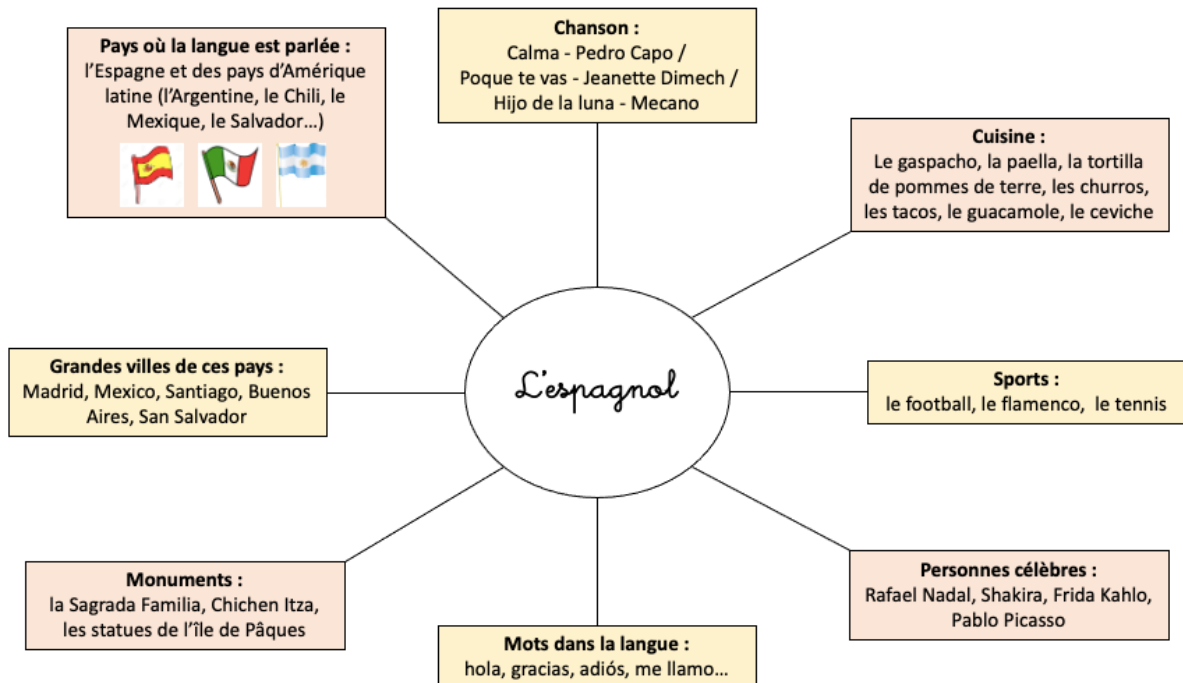 Pays où la langue est parlée :
l'Espagne et des pays d'Amérique
latine (l'Argentine, le Chili, le
Mexique, le Salvador…)
Chanson :
Calma - Pedro Capo /
Poque te vas - Jeanette Dimech /
Hijo de la luna - Mecano
Cuisine :
Le gaspacho, la paella, la tortilla
de pommes de terre, les churros,
les tacos, le guacamole, le ceviche
Grandes villes de ces pays :
Madrid, Mexico, Santiago, Buenos
Aires, San Salvador
L'espagnol
Sports :
le football, le flamenco,  le tennis
Monuments :
la Sagrada Familia, Chichen Itza,
les statues de l'île de Pâques
Mots dans la langue :
hola, gracias, adiós, me llamo…
Personnes célèbres :
Rafael Nadal, Shakira, Frida Kahlo,
Pablo Picasso